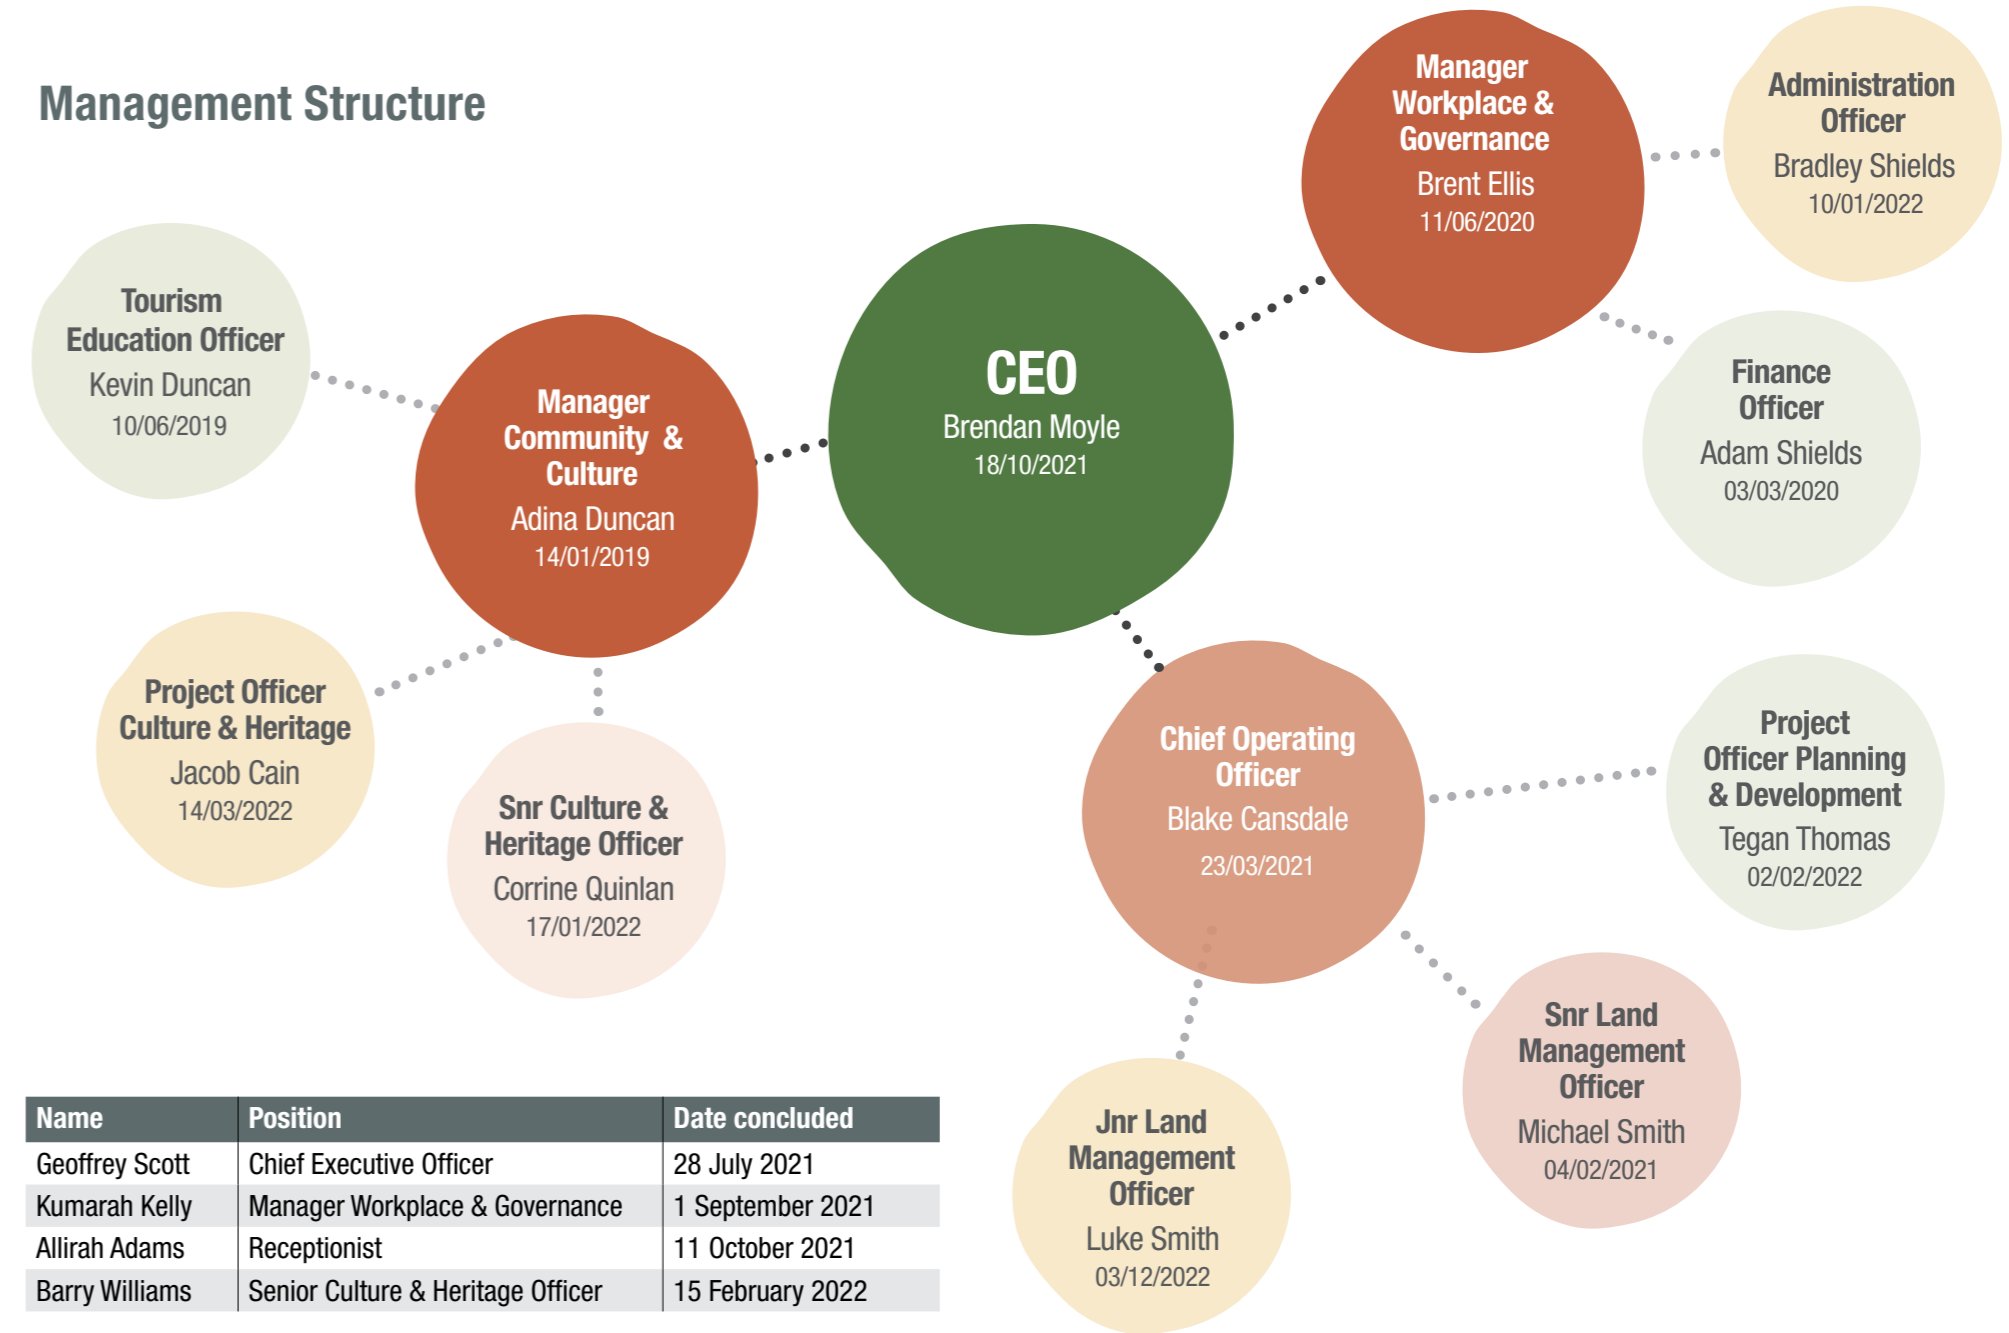 Management Structure
CEO
Brendan Moyle
18/10/2021
Manager
Workplace &
Governance
Brent Ellis
11/06/2020
Administration
Officer
Bradley Shields
10/01/2022
Finance
Officer
Adam Shields
03/03/2020
Tourism
Education Officer
Kevin Duncan
10/06/2019
Manager
Community &
Culture
Adina Duncan
14/01/2019
Project Officer
Culture & Heritage
Jacob Cain
14/03/2022
Snr Culture &
Heritage Officer
Corrine Quinlan
17/01/2022
Chief Operating
Officer
Blake Cansdale
23/03/2021
Project
Officer Planning
& Development
Tegan Thomas
02/02/2022
Snr Land
Management
Officer
Michael Smith
04/02/2021
Jnr Land
Management
Officer
Luke Smith
03/12/2022
Name Position Date concluded
Geoffrey Scott Chief Executive Officer 28 July 2021
Kumarah Kelly Manager Workplace & Governance 1 September 2021
Allirah Adams Receptionist 11 October 2021
Barry Williams Senior Culture & Heritage Officer 15 February 2022